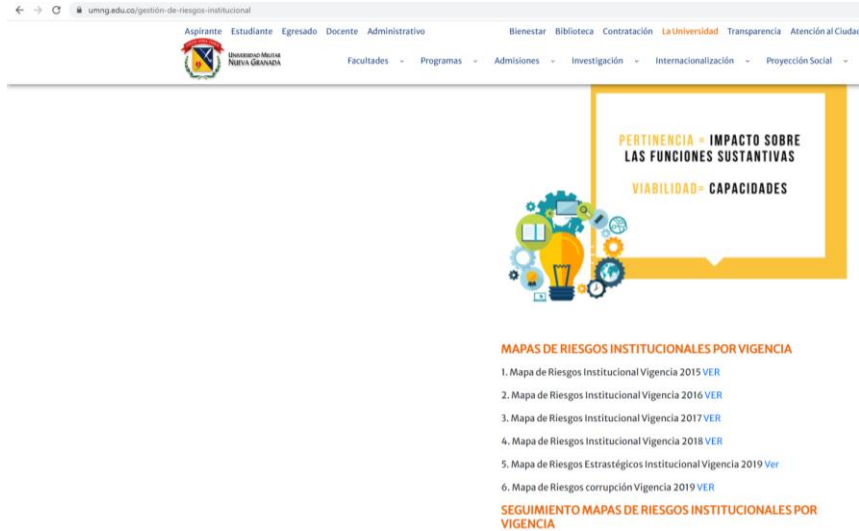 umng.edu.co/gestión-de-riesgos-institucional
Aspirante Estudiante Egresado Docente Administrativo Bienestar Biblioteca Contratación La Universidad Transparencia Atención al Ciudad
UNIVERSIDAD MILITAR
NUEVA GRANADA
Facultades Programas Admisiones Investigación Internacionalización Proyección Social
PERTINENCIA = IMPACTO SOBRE
LAS FUNCIONES SUSTANTIVAS
VIABILIDAD= CAPACIDADES
MAPAS DE RIESGOS INSTITUCIONALES POR VIGENCIA
1. Mapa de Riesgos Institucional Vigencia 2015 VER
2. Mapa de Riesgos Institucional Vigencia 2016 VER
3. Mapa de Riesgos Institucional Vigencia 2017 VER
4. Mapa de Riesgos Institucional Vigencia 2018 VER
5. Mapa de Riesgos Estrastégicos Institucional Vigencia 2019 Ver
6. Mapa de Riesgos corrupción Vigencia 2019 VER
SEGUIMIENTO MAPAS DE RIESGOS INSTITUCIONALES POR
VIGENCIA